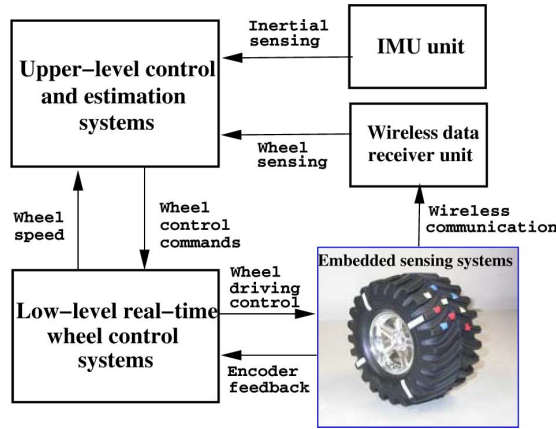 Inertial
sensing
IMU unit
Upper-level control
and estimation
systems
Wheel
sensing
Wireless data
receiver unit
Wheel
speed
Wheel
control
commands
Wireless
communication
Embedded sensing systems
Wheel
driving
control
Low-level real-time
wheel control
systems
Encoder
feedback